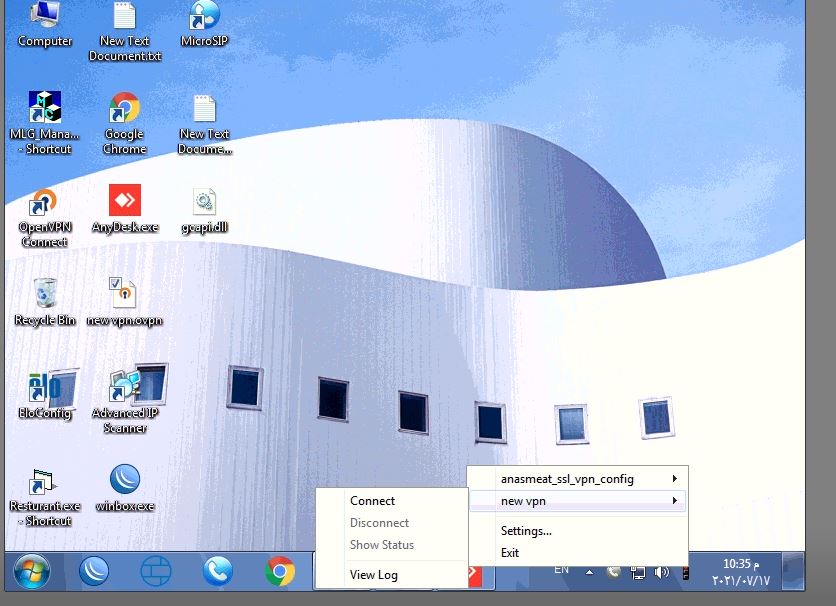 Computer
New Text
Document.txt
MicroSIP
MLG_Mana...
- Shortcut
Google
Chrome
New Text
Docume...
OpenVPN
Connect
AnyDesk.exe
gcapi.dll
Recycle Bin
new vpn.ovpn
elo
EloConfig
Advanced IP
Scanner
Resturant.exe
- Shortcut
winbox.exe
anasmeat_ssl_vpn_config
new vpn
Settings...
Exit
Connect
Disconnect
Show Status
View Log
EN
10:35 م
٢٠٢١/٠٧/١٧